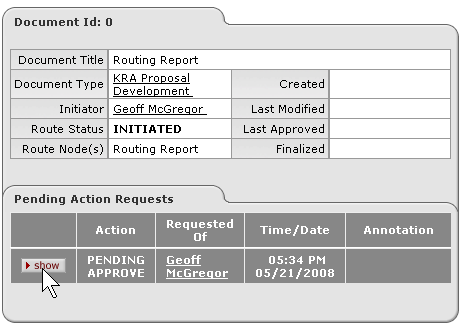 Document Id: 0
Document Title Routing Report
Document Type KRA Proposal Development Created
Initiator Geoff McGregor Last Modified
Route Status INITIATED Last Approved
Route Node(s) Routing Report Finalized
Pending Action Requests
Action Requested Of Time/Date Annotation
show PENDING APPROVE Geoff McGregor 05:34 PM 05/21/2008